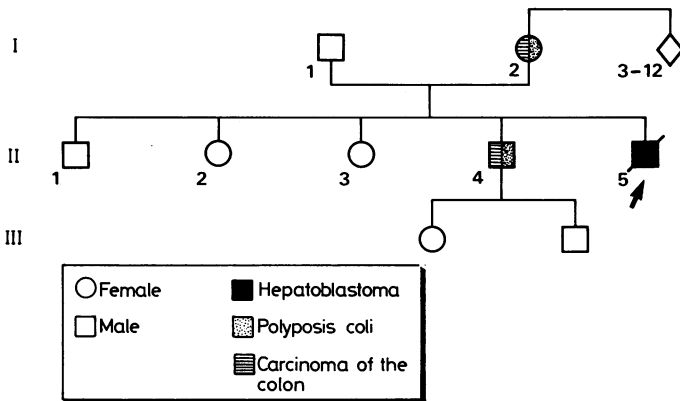 I
1
2
3-12
II
1
2
3
4
5
III
Female
Hepatoblastoma
Male
Polyposis coli
Carcinoma of the
colon